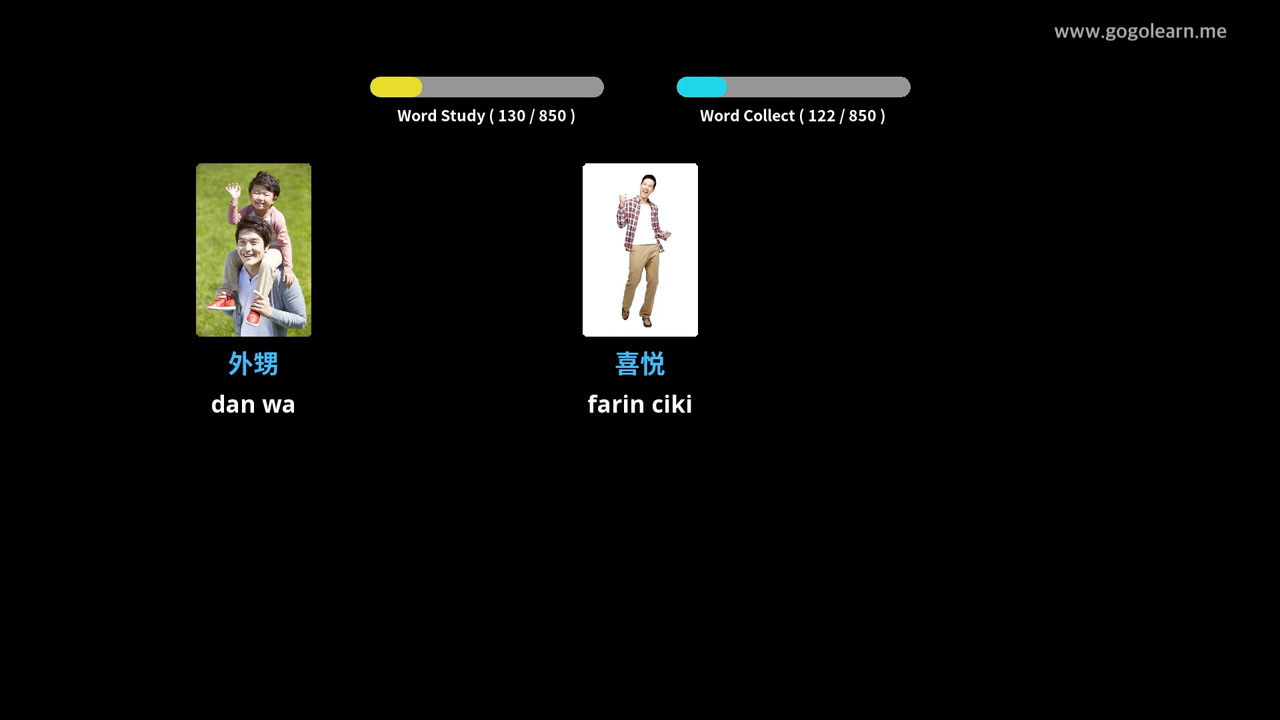 www.gogolearn.me
Word Study ( 130 / 850 )
Word Collect ( 122 / 850 )
外甥
喜悦
dan wa
farin ciki